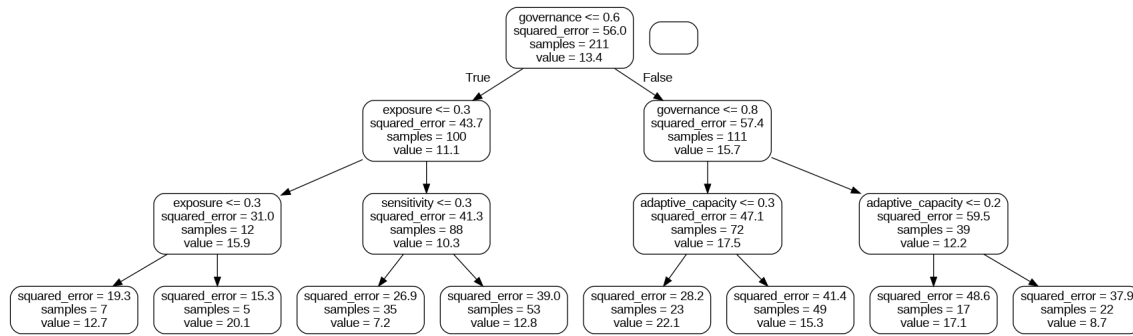 governance <= 0.6
squared_error = 56.0
samples = 211
value = 13.4
True
False
exposure <= 0.3
squared_error = 43.7
samples = 100
value = 11.1
governance <= 0.8
squared_error = 57.4
samples = 111
value = 15.7
exposure <= 0.3
squared_error = 31.0
samples = 12
value = 15.9
sensitivity <= 0.3
squared_error = 41.3
samples = 88
value = 10.3
adaptive_capacity <= 0.3
squared_error = 47.1
samples = 72
value = 17.5
adaptive_capacity <= 0.2
squared_error = 59.5
samples = 39
value = 12.2
squared_error = 19.3
samples = 7
value = 12.7
squared_error = 15.3
samples = 5
value = 20.1
squared_error = 26.9
samples = 35
value = 7.2
squared_error = 39.0
samples = 53
value = 12.8
squared_error = 28.2
samples = 23
value = 22.1
squared_error = 41.4
samples = 49
value = 15.3
squared_error = 48.6
samples = 17
value = 17.1
squared_error = 37.9
samples = 22
value = 8.7